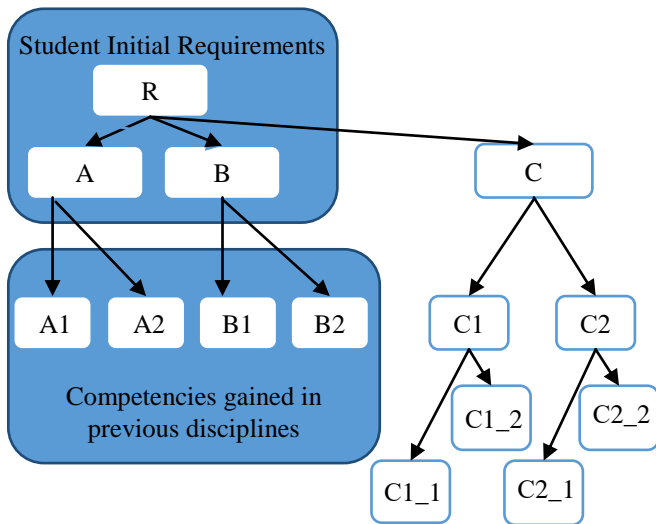 Student Initial Requirements
R
A
B
C
A1
A2
B1
B2
C1
C2
Competencies gained in
previous disciplines
C1_2
C2_2
C1_1
C2_1